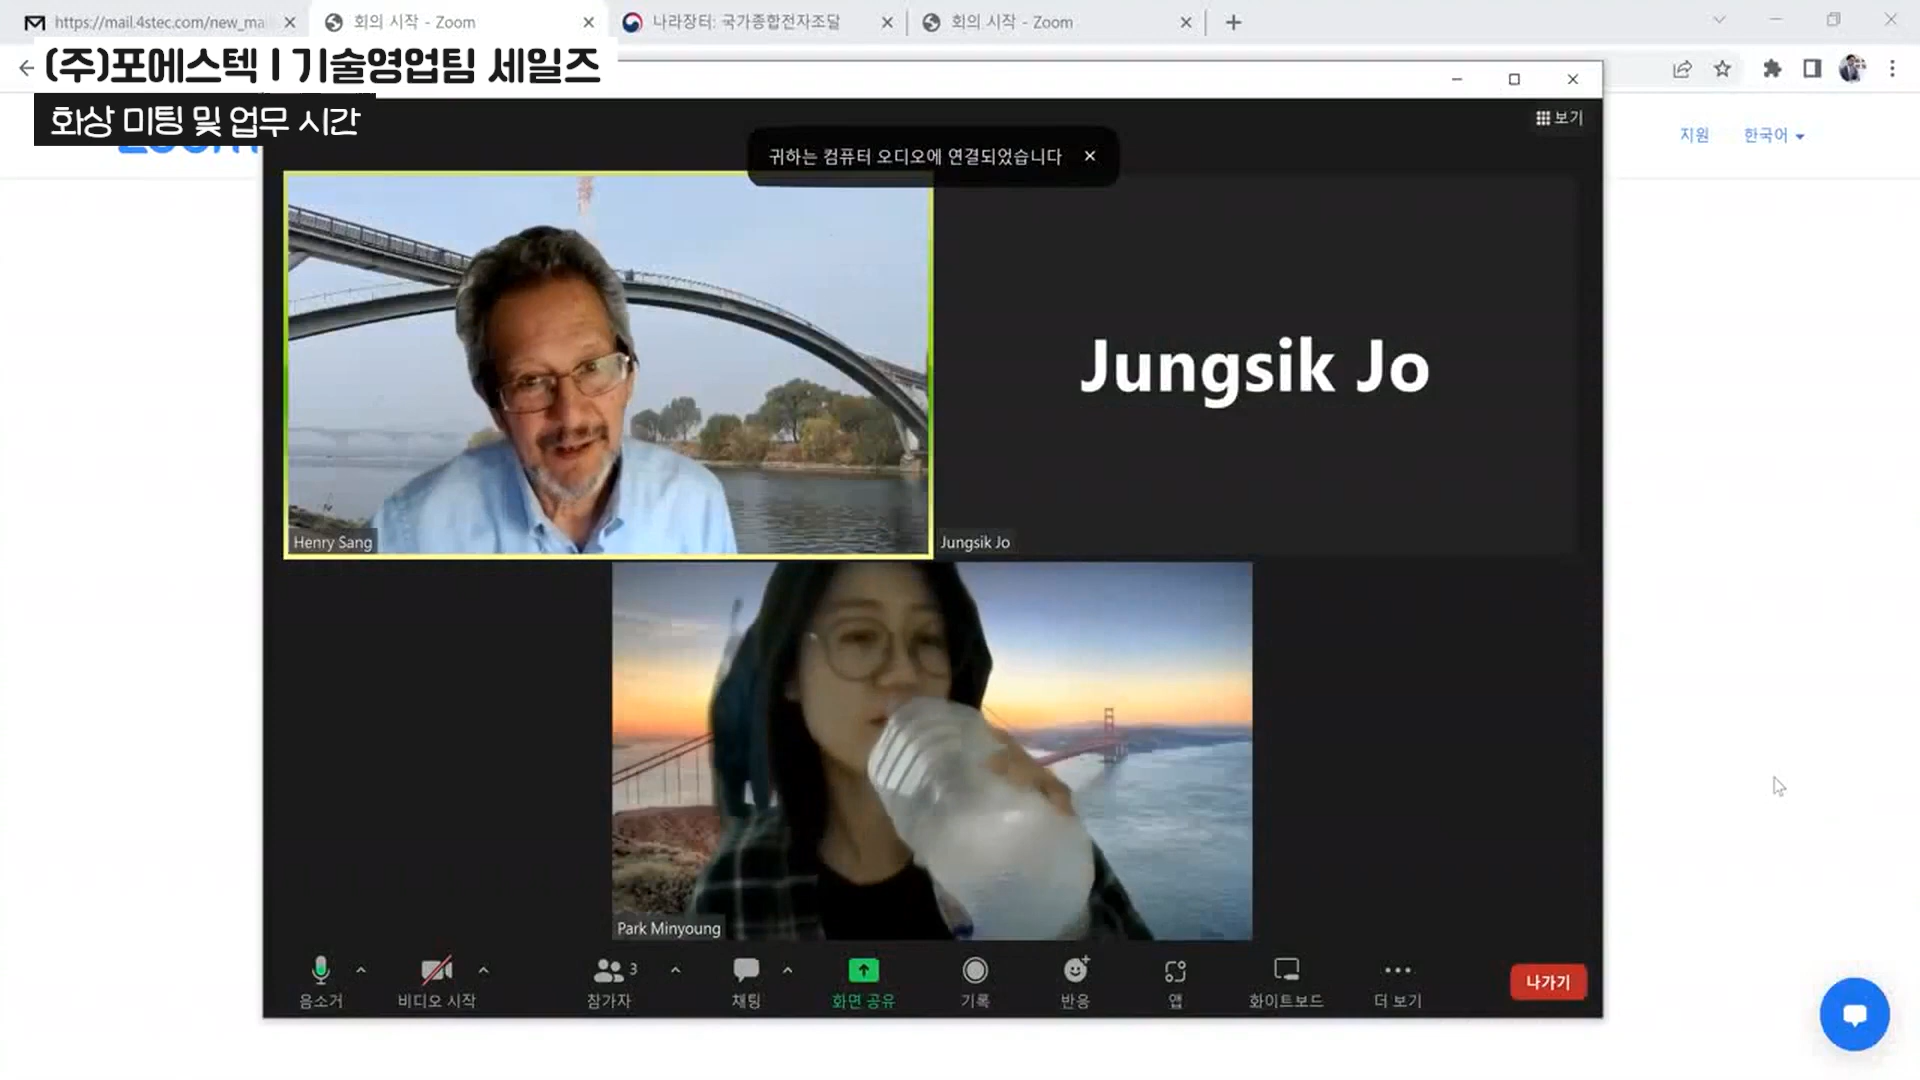 https://mail.4stec.com/new_mai
회의 시작 - Zoom
나라장터: 국가종합전자조달
회의 시작 - Zoom
(주)포에스텍 | 기술영업팀 세일즈
화상 미팅 및 업무 시간
지원
한국어
보기
귀하는 컴퓨터 오디오에 연결되었습니다
Jungsik Jo
Henry Sang
Jungsik Jo
Park Minyoung
음소거
비디오 시작
3
참가자
채팅
화면 공유
기록
반응
앱
화이트보드
더 보기
나가기